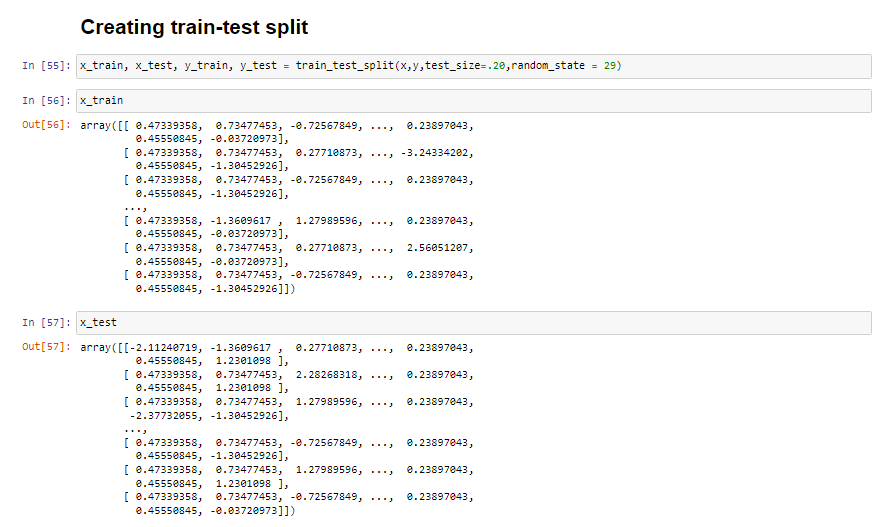 Creating train-test split
In [55]: x_train, x_test, y_train, y_test = train_test_split(x,y,test_size=.20,random_state = 29)
In [56]: x_train
Out[56]: array([[ 0.47339358,  0.73477453, -0.72567849, ...,  0.23897043,
         0.45550845, -0.03720973],
       [ 0.47339358,  0.73477453,  0.27710873, ..., -3.24334202,
         0.45550845, -1.30452926],
       [ 0.47339358,  0.73477453, -0.72567849, ...,  0.23897043,
         0.45550845, -1.30452926],
       ...,
       [ 0.47339358, -1.3609617 ,  1.27989596, ...,  0.23897043,
         0.45550845, -0.03720973],
       [ 0.47339358,  0.73477453,  0.27710873, ...,  2.56051207,
         0.45550845, -0.03720973],
       [ 0.47339358,  0.73477453, -0.72567849, ...,  0.23897043,
         0.45550845, -1.30452926]])
In [57]: x_test
Out[57]: array([[-2.11240719, -1.3609617 ,  0.27710873, ...,  0.23897043,
         0.45550845,  1.2301098 ],
       [ 0.47339358,  0.73477453,  2.28268318, ...,  0.23897043,
         0.45550845,  1.2301098 ],
       [ 0.47339358,  0.73477453,  1.27989596, ...,  0.23897043,
        -2.37732055, -1.30452926],
       ...,
       [ 0.47339358,  0.73477453, -0.72567849, ...,  0.23897043,
         0.45550845, -1.30452926],
       [ 0.47339358,  0.73477453,  1.27989596, ...,  0.23897043,
         0.45550845,  1.2301098 ],
       [ 0.47339358,  0.73477453, -0.72567849, ...,  0.23897043,
         0.45550845, -0.03720973]])